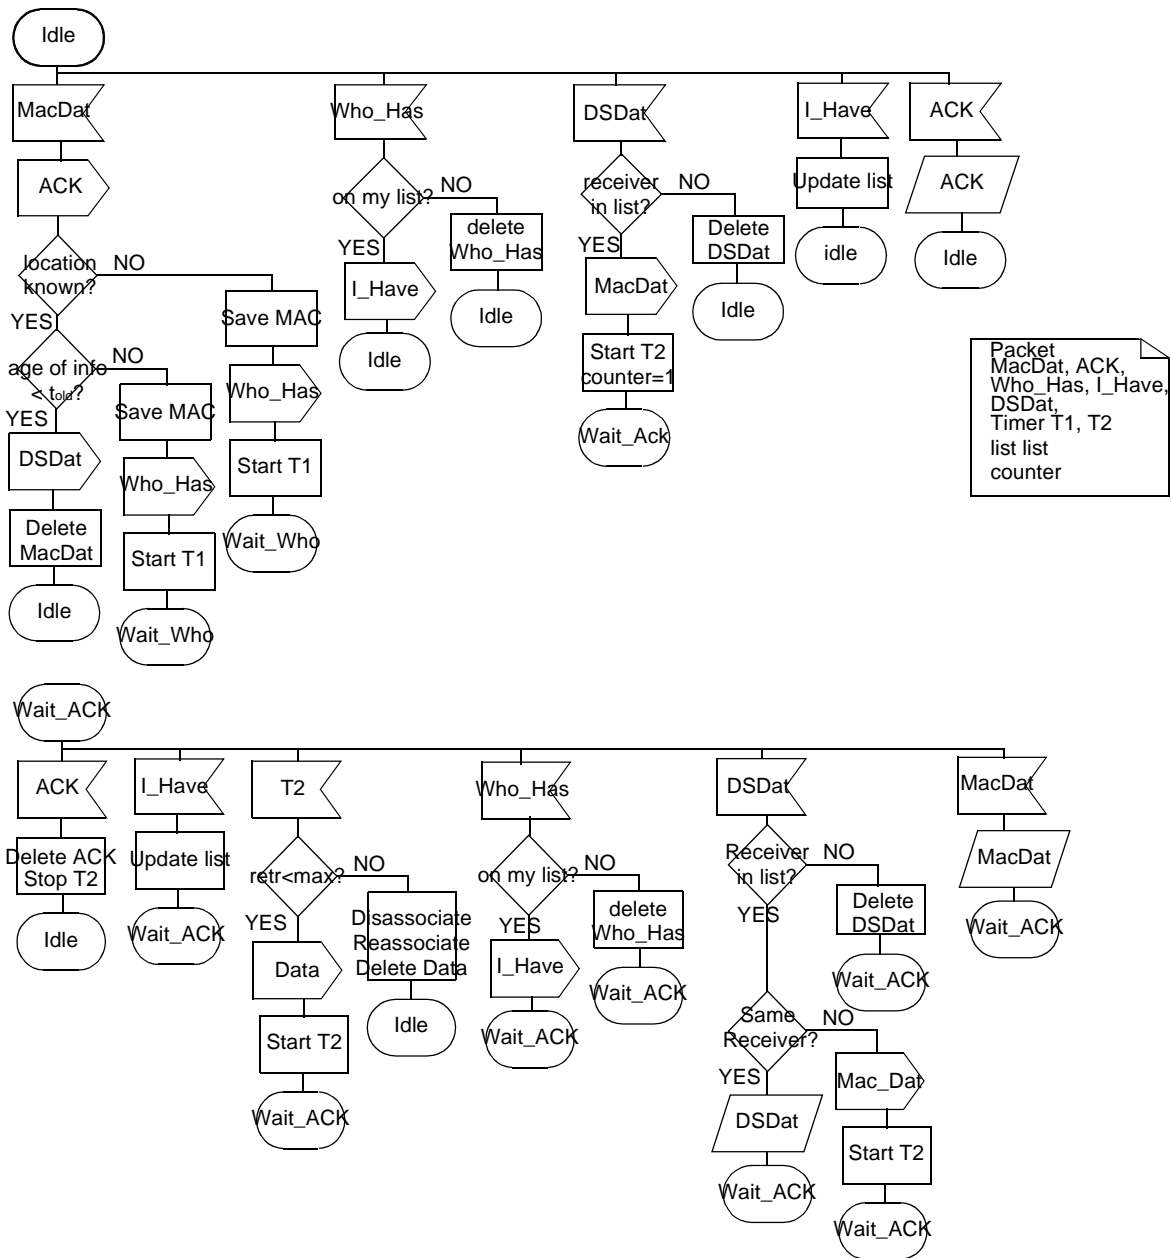 Idle
MacDat
ACK
location
known?
NO
YES
age of info
< told?
NO
YES
DSDat
Delete
MacDat
Idle
Save MAC
Who_Has
Start T1
Wait_Who
Save MAC
Who_Has
Start T1
Wait_Who
Who_Has
on my list?
NO
YES
I_Have
Idle
delete
Who_Has
Idle
DSDat
receiver
in list?
NO
YES
MacDat
Start T2
counter=1
Wait_Ack
Delete
DSDat
Idle
I_Have
Update list
idle
ACK
ACK
Idle
Packet
MacDat, ACK,
Who_Has, I_Have,
DSDat,
Timer T1, T2
list list
counter
Wait_ACK
ACK
Delete ACK
Stop T2
Idle
I_Have
Update list
Wait_ACK
T2
retr<max?
NO
YES
Data
Start T2
Wait_ACK
Disassociate
Reassociate
Delete Data
Idle
Who_Has
on my list?
NO
YES
I_Have
Wait_ACK
delete
Who_Has
Wait_ACK
DSDat
Receiver
in list?
NO
YES
Delete
DSDat
Wait_ACK
Same
Receiver?
NO
YES
DSDat
Wait_ACK
Mac_Dat
Start T2
Wait_ACK
MacDat
MacDat
Wait_ACK